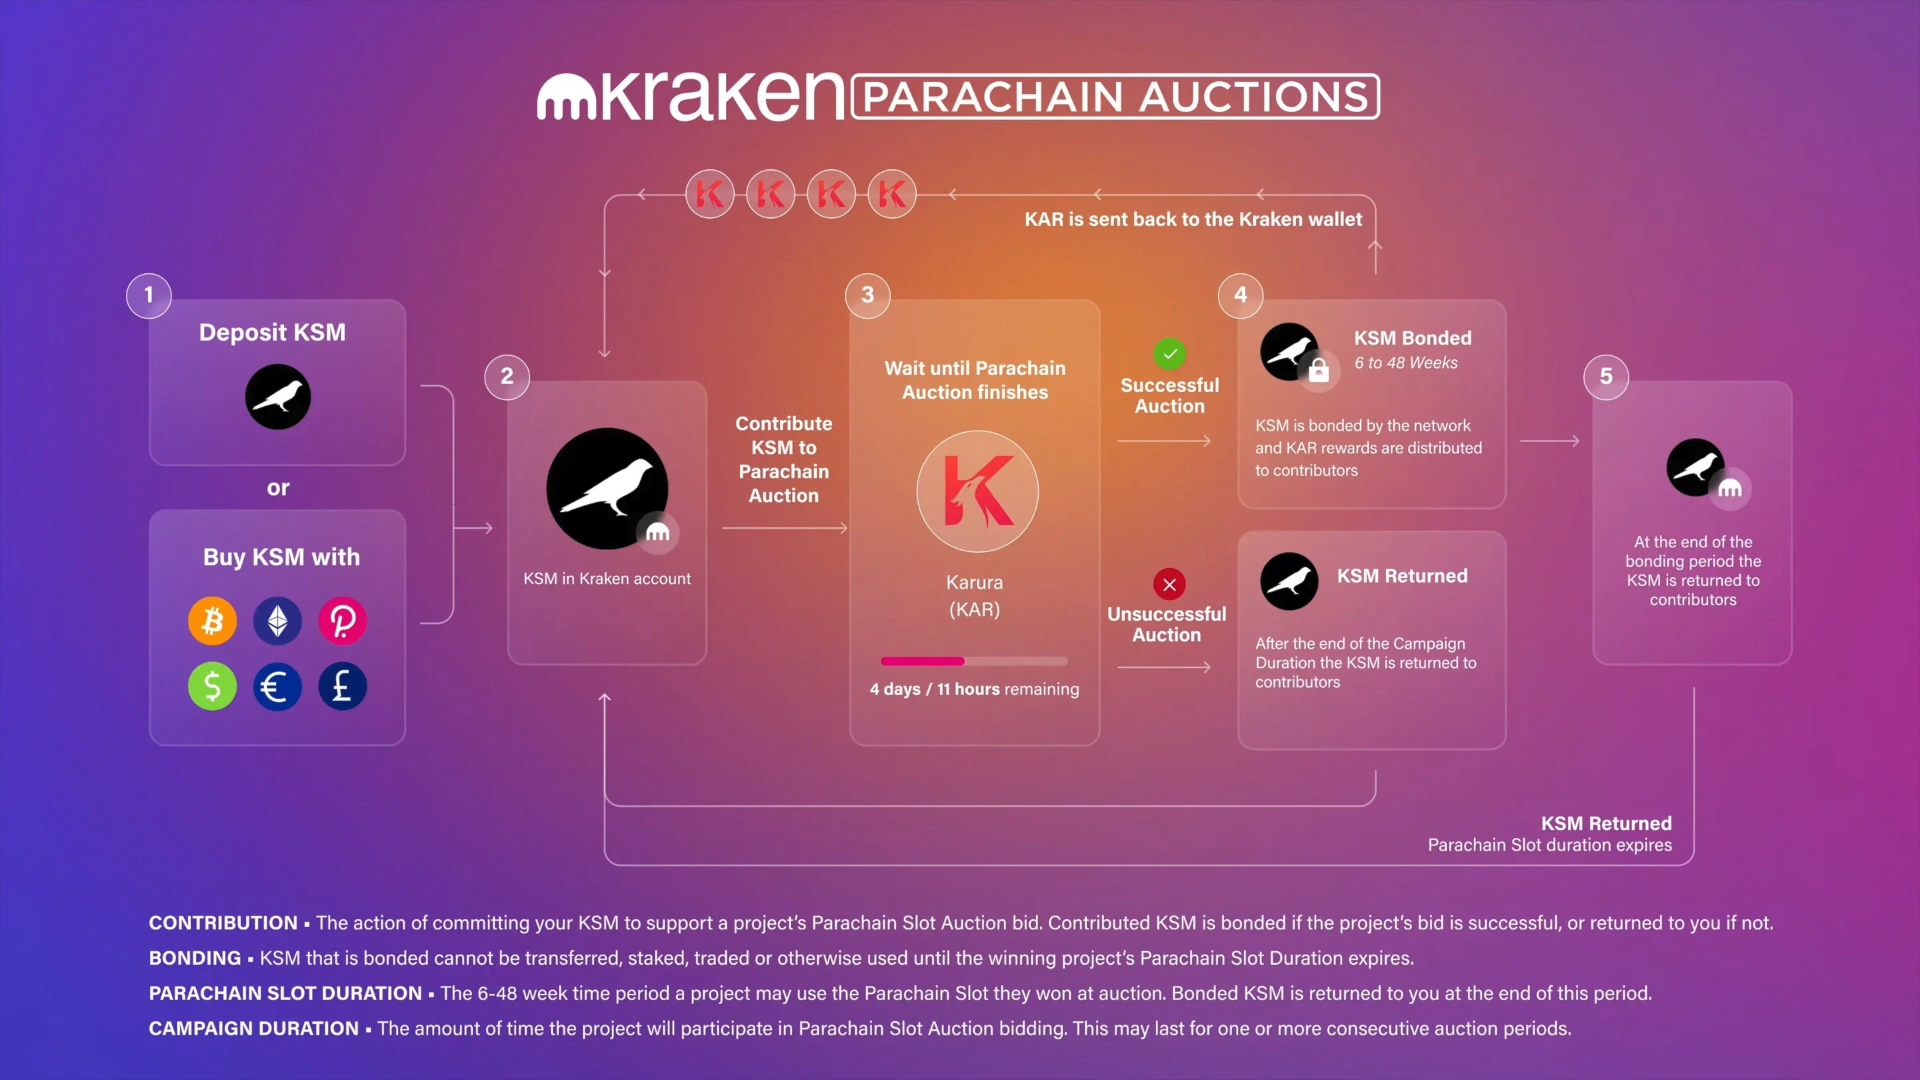 kraken PARACHAIN AUCTIONS
KAR is sent back to the Kraken wallet
1
Deposit KSM
or
Buy KSM with
2
KSM in Kraken account
Contribute
KSM to
Parachain
Auction
3
Wait until Parachain
Auction finishes
Karura
(KAR)
4 days / 11 hours remaining
Successful
Auction
Unsuccessful
Auction
4
KSM Bonded
6 to 48 Weeks
KSM is bonded by the network
and KAR rewards are distributed
to contributors
KSM Returned
After the end of the Campaign
Duration the KSM is returned to
contributors
5
At the end of the
bonding period the
KSM is returned to
contributors
KSM Returned
Parachain Slot duration expires
CONTRIBUTION ▪ The action of committing your KSM to support a project's Parachain Slot Auction bid. Contributed KSM is bonded if the project's bid is successful, or returned to you if not.
BONDING ▪ KSM that is bonded cannot be transferred, staked, traded or otherwise used until the winning project's Parachain Slot Duration expires.
PARACHAIN SLOT DURATION ▪ The 6-48 week time period a project may use the Parachain Slot they won at auction. Bonded KSM is returned to you at the end of this period.
CAMPAIGN DURATION ▪ The amount of time the project will participate in Parachain Slot Auction bidding. This may last for one or more consecutive auction periods.